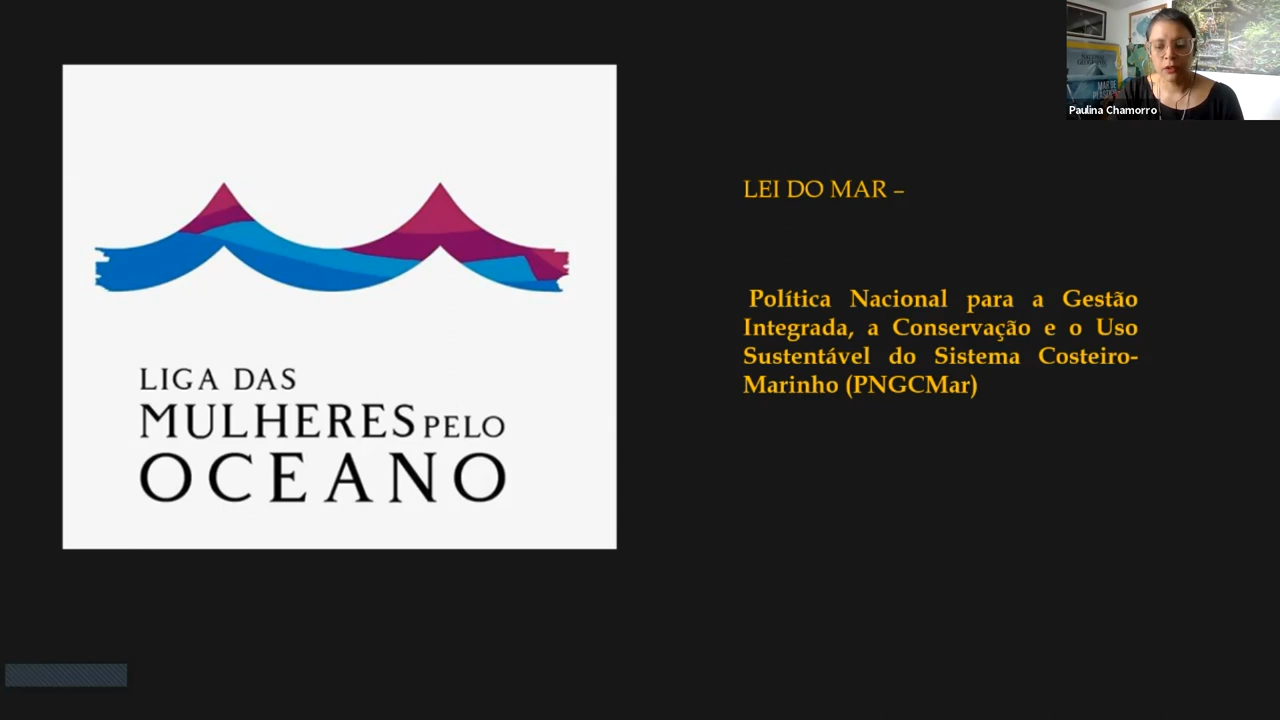 LIGA DAS
MULHERES PELO
OCEANO
LEI DO MAR –
Política Nacional para a Gestão
Integrada, a Conservação e o Uso
Sustentável do Sistema Costeiro-
Marinho (PNGCMar)
Paulina Chamorro